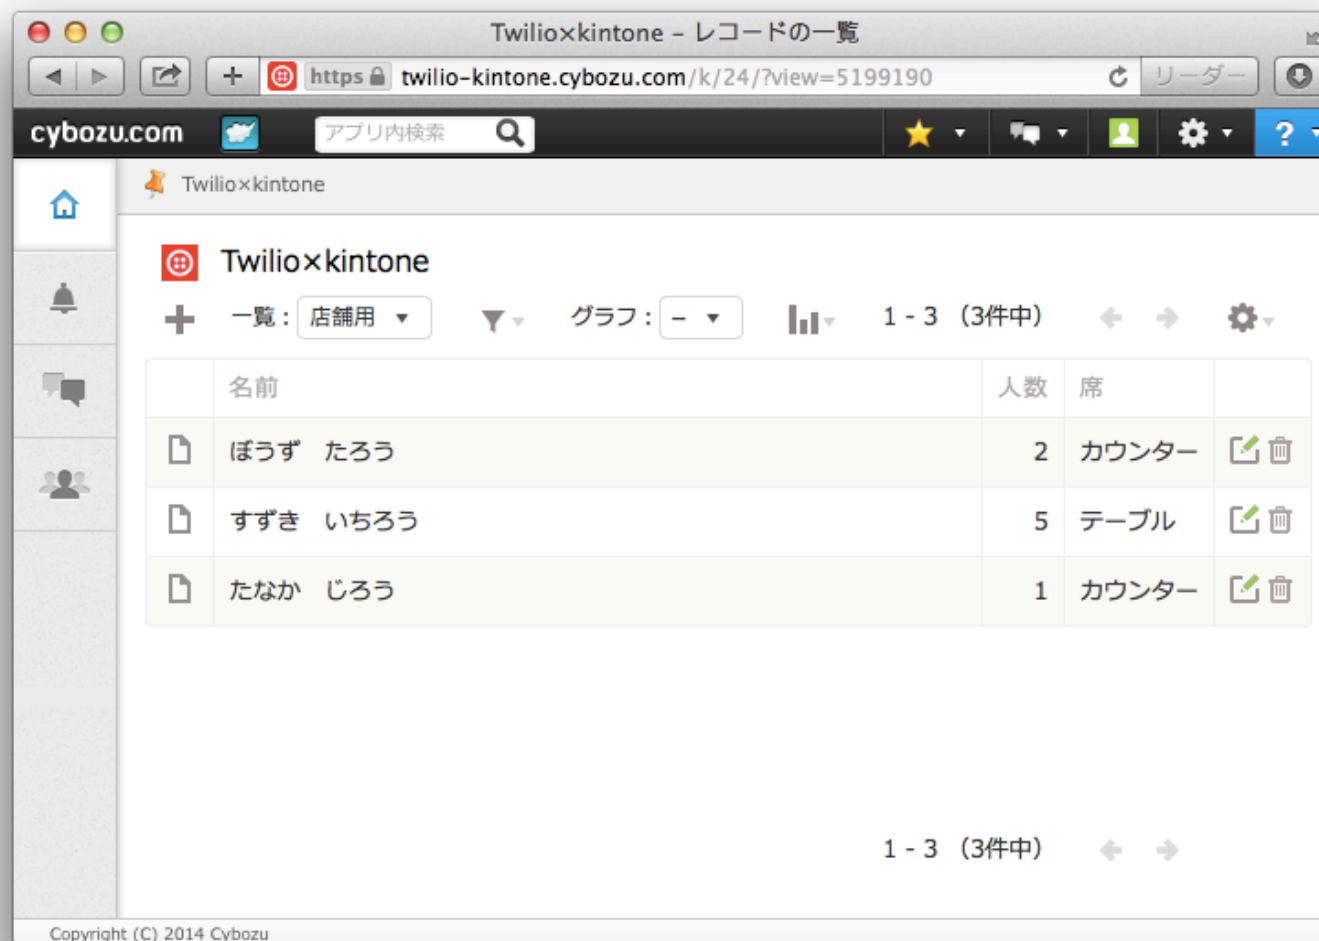 Twilio×kintone – レコードの一覧
https twilio-kintone.cybozu.com/k/24/?view=5199190 リーダー
cybozu.com アプリ内検索 ?
Twilio×kintone
Twilio×kintone
一覧 : 店舗用 グラフ : – 1 - 3 (3件中)
名前 人数 席
ぼうず たろう 2 カウンター
すずき いちろう 5 テーブル
たなか じろう 1 カウンター
1 - 3 (3件中)
Copyright (C) 2014 Cybozu